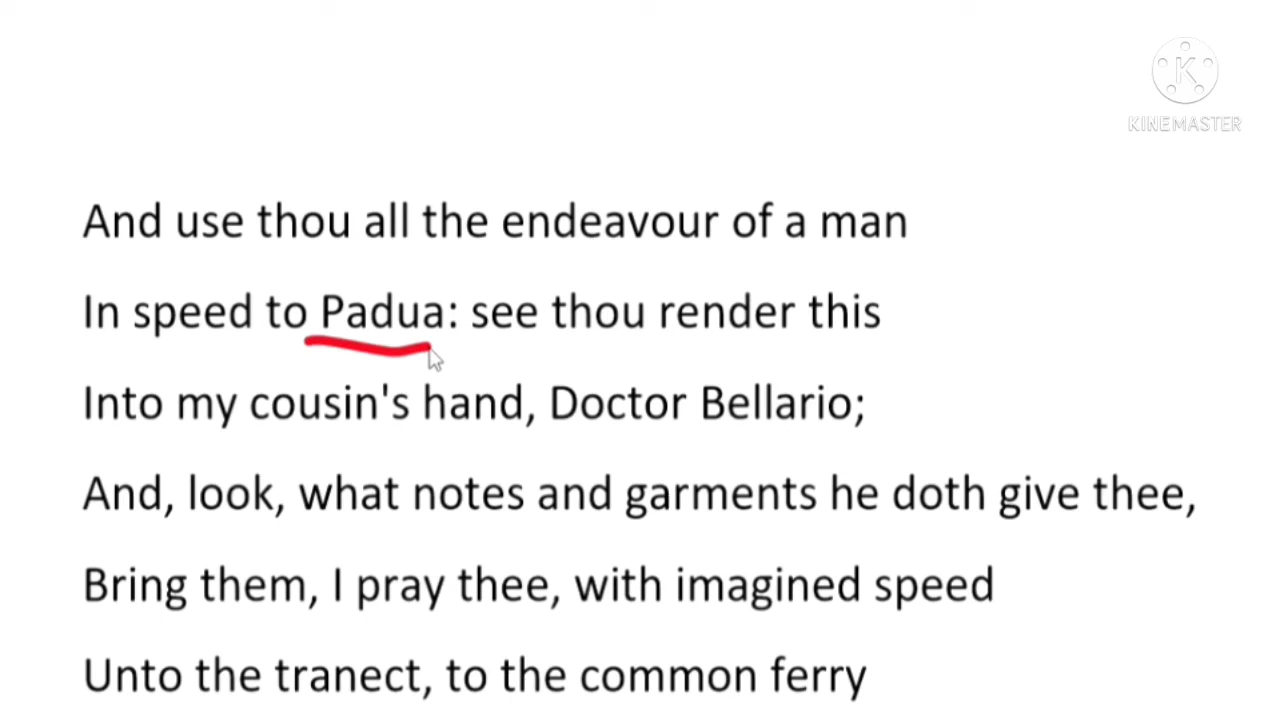 K
KINEMASTER
And use thou all the endeavour of a man
In speed to Padua: see thou render this
Into my cousin's hand, Doctor Bellario;
And, look, what notes and garments he doth give thee,
Bring them, I pray thee, with imagined speed
Unto the tranect, to the common ferry